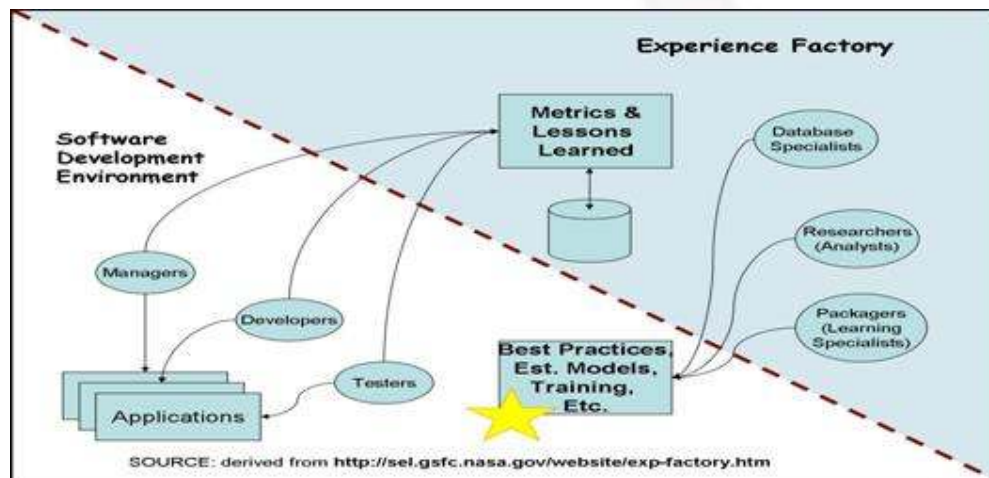 Experience Factory
Software
Development
Environment
Metrics &
Lessons
Learned
Database
Specialists
Researchers
(Analysts)
Managers
Developers
Packagers
(Learning
Specialists)
Best Practices,
Est. Models,
Training,
Etc.
Testers
Applications
SOURCE: derived from http://sel.gsfc.nasa.gov/website/exp-factory.htm